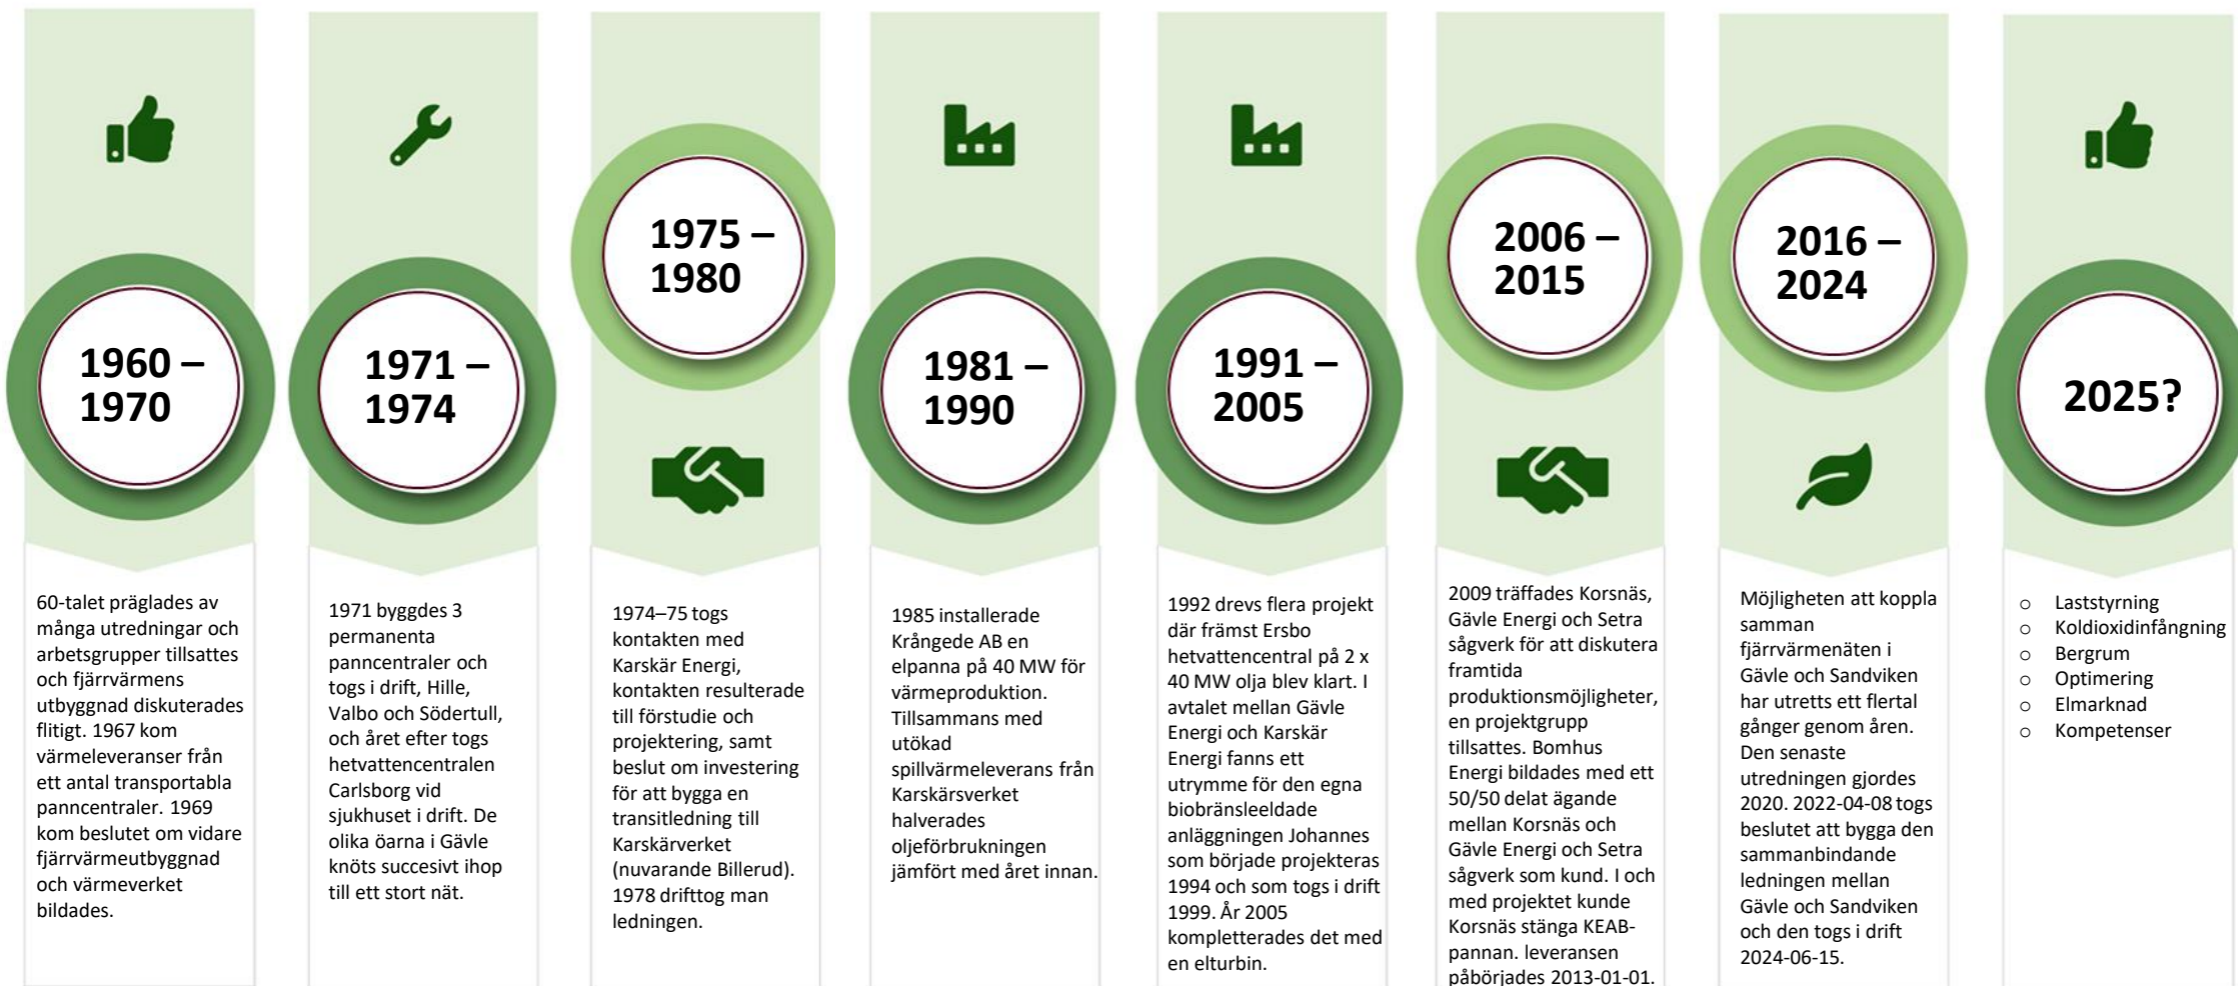 1960 –
1970
60-talet präglades av
många utredningar och
arbetsgrupper tillsattes
och fjärrvärmens
utbyggnad diskuterades
flitigt. 1967 kom
värmeleveranser från
ett antal transportabla
panncentraler. 1969
kom beslutet om vidare
fjärrvärmeutbyggnad
och värmeverket
bildades.
1971 –
1974
1971 byggdes 3
permanenta
panncentraler och
togs i drift, Hille,
Valbo och Södertull,
och året efter togs
hetvattencentralen
Carlsborg vid
sjukhuset i drift. De
olika öarna i Gävle
knöts succesivt ihop
till ett stort nät.
1975 –
1980
1974–75 togs
kontakten med
Karskär Energi,
kontakten resulterade
till förstudie och
projektering, samt
beslut om investering
för att bygga en
transitledning till
Karskärverket
(nuvarande Billerud).
1978 drifttog man
ledningen.
1981 –
1990
1985 installerade
Krångede AB en
elpanna på 40 MW för
värmeproduktion.
Tillsammans med
utökad
spillvärmeleverans från
Karskärsverket
halverades
oljeförbrukningen
jämfört med året innan.
1991 –
2005
1992 drevs flera projekt
där främst Ersbo
hetvattencentral på 2 x
40 MW olja blev klart. I
avtalet mellan Gävle
Energi och Karskär
Energi fanns ett
utrymme för den egna
biobränsleeldade
anläggningen Johannes
som började projekteras
1994 och som togs i drift
1999. År 2005
kompletterades det med
en elturbin.
2006 –
2015
2009 träffades Korsnäs,
Gävle Energi och Setra
sågverk för att diskutera
framtida
produktionsmöjligheter,
en projektgrupp
tillsattes. Bomhus
Energi bildades med ett
50/50 delat ägande
mellan Korsnäs och
Gävle Energi och Setra
sågverk som kund. I och
med projektet kunde
Korsnäs stänga KEAB-
pannan. leveransen
påbörjades 2013-01-01.
2016 –
2024
Möjligheten att koppla
samman
fjärrvärmenäten i
Gävle och Sandviken
har utretts ett flertal
gånger genom åren.
Den senaste
utredningen gjordes
2020. 2022-04-08 togs
beslutet att bygga den
sammanbindande
ledningen mellan
Gävle och Sandviken
och den togs i drift
2024-06-15.
2025?
o Laststyrning
o Koldioxidinfångning
o Bergrum
o Optimering
o Elmarknad
o Kompetenser